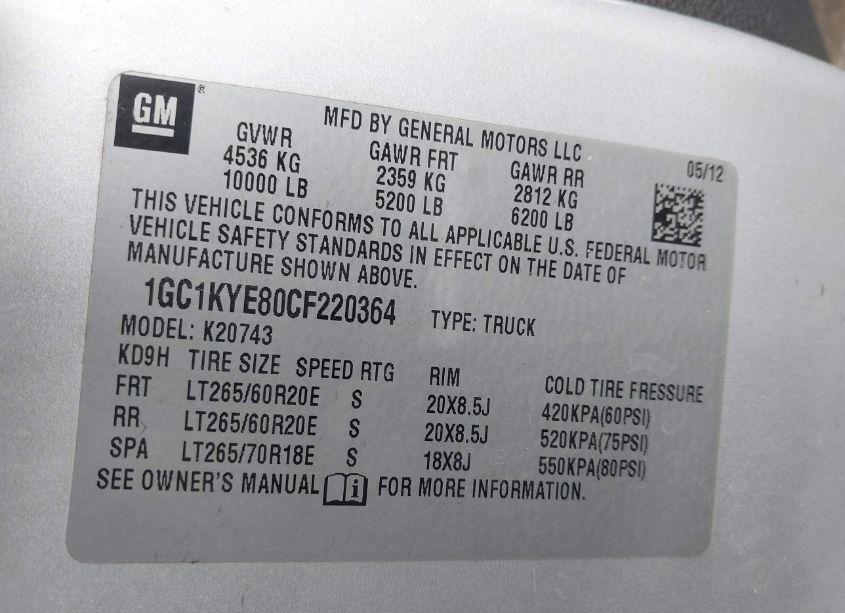 GM ®
MFD BY GENERAL MOTORS LLC
05/12
GVWR GAWR FRT GAWR RR
4536 KG 2359 KG 2812 KG
10000 LB 5200 LB 6200 LB
THIS VEHICLE CONFORMS TO ALL APPLICABLE U.S. FEDERAL MOTOR
VEHICLE SAFETY STANDARDS IN EFFECT ON THE DATE OF
MANUFACTURE SHOWN ABOVE.
1GC1KYE80CF220364 TYPE: TRUCK
MODEL: K20743
KD9H TIRE SIZE SPEED RTG RIM COLD TIRE PRESSURE
FRT LT265/60R20E S 20X8.5J 420KPA(60PSI)
RR LT265/60R20E S 20X8.5J 520KPA(75PSI)
SPA LT265/70R18E S 18X8J 550KPA(80PSI)
SEE OWNER'S MANUAL i FOR MORE INFORMATION.